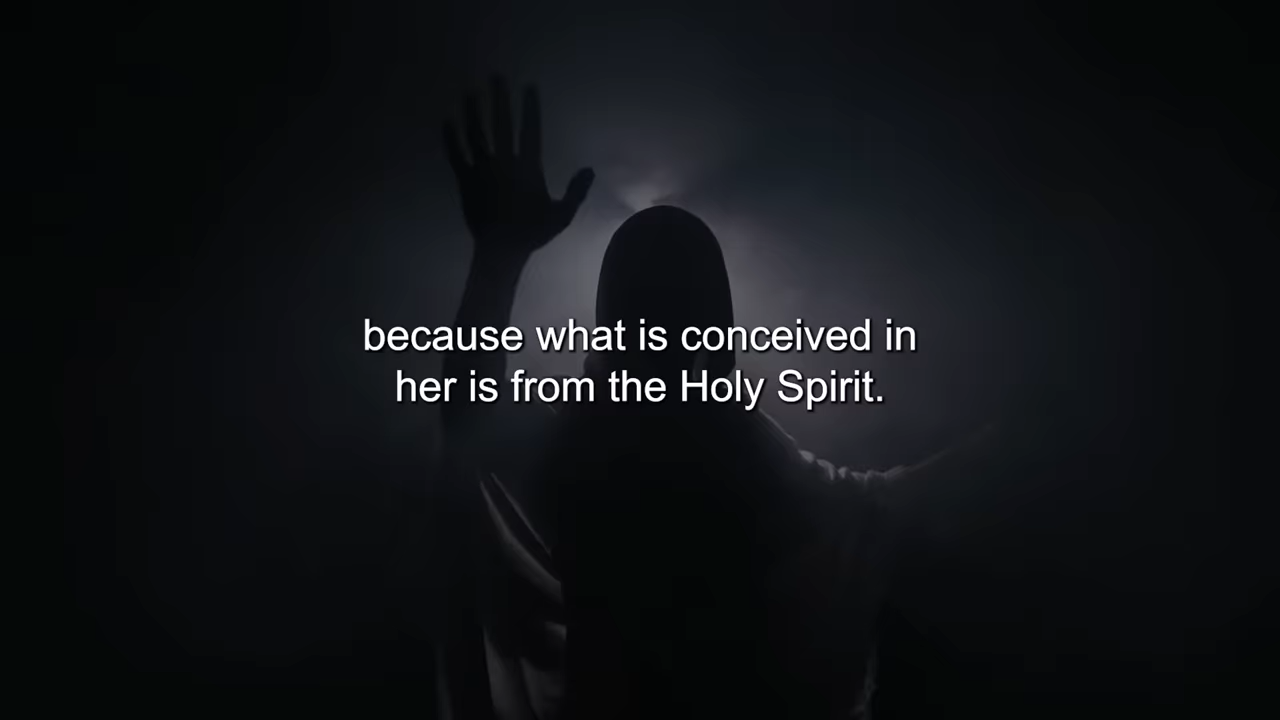 because what is conceived in
her is from the Holy Spirit.